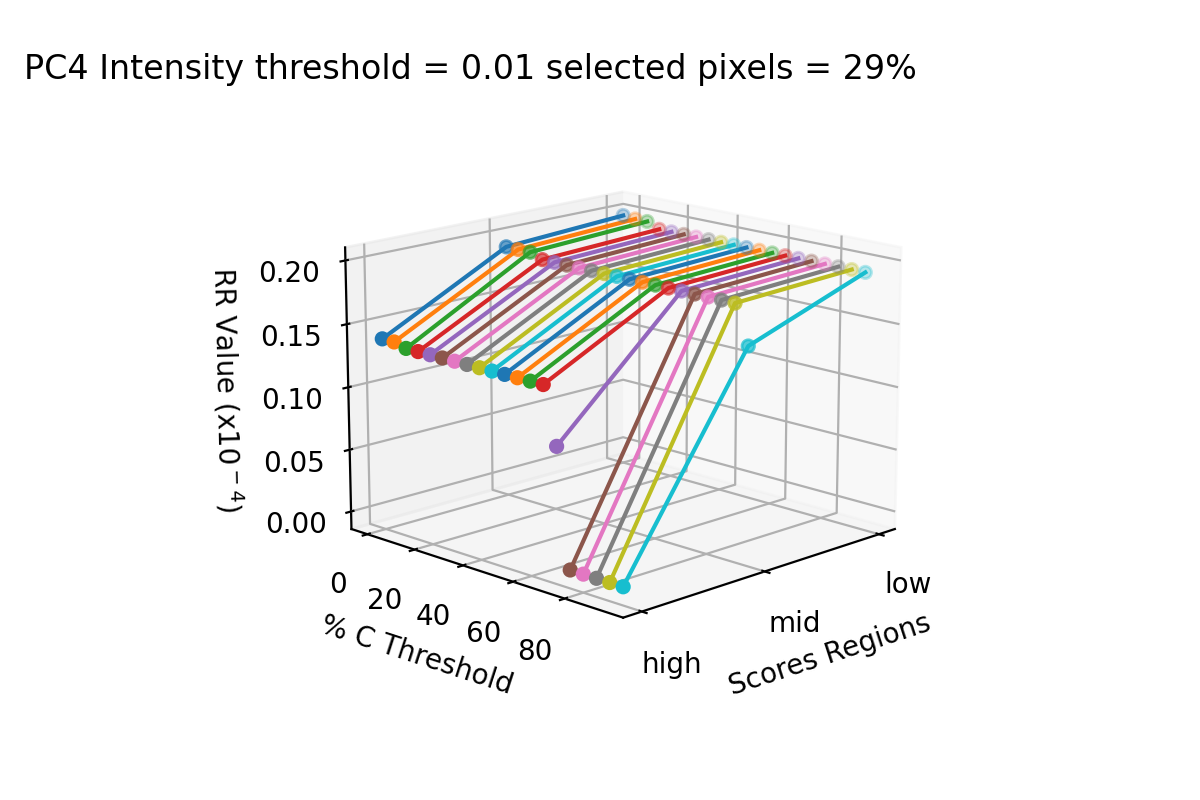 PC4 Intensity threshold = 0.01 selected pixels = 29%
RR Value (x10⁻⁴)
0.20
0.15
0.10
0.05
0.00
0
20
40
60
80
% C Threshold
high
mid
low
Scores Regions